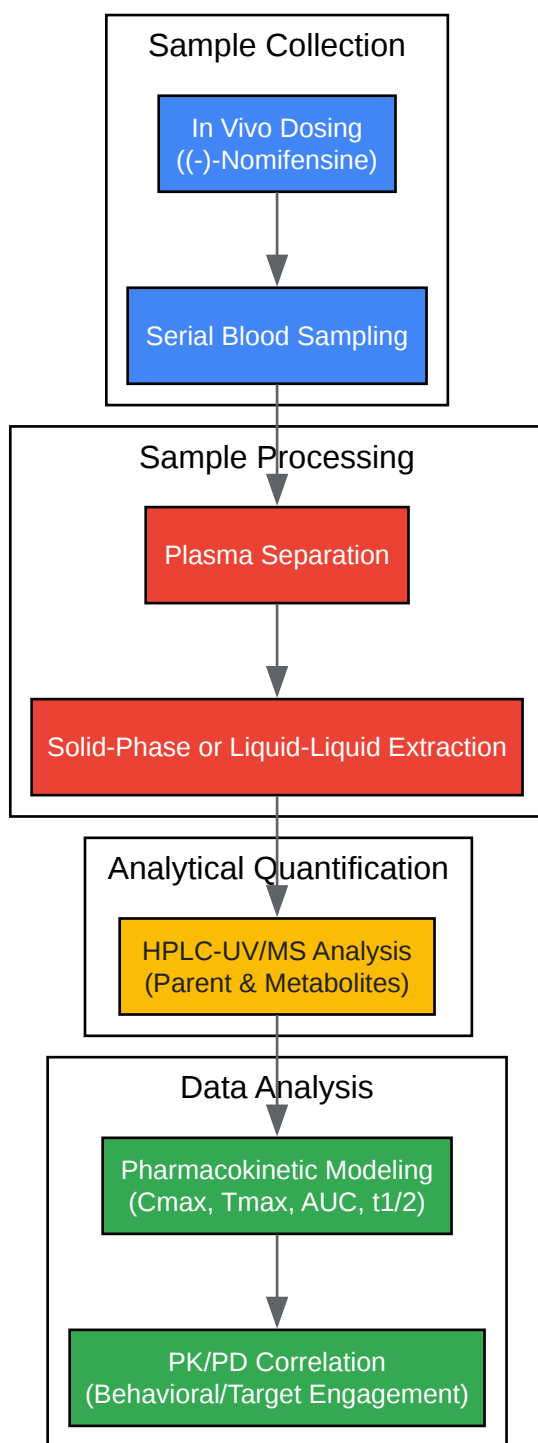 Sample Collection
In Vivo Dosing
((-)-Nomifensine)
Serial Blood Sampling
Sample Processing
Plasma Separation
Solid-Phase or Liquid-Liquid Extraction
Analytical Quantification
HPLC-UV/MS Analysis
(Parent & Metabolites)
Data Analysis
Pharmacokinetic Modeling
(Cmax, Tmax, AUC, t1/2)
PK/PD Correlation
(Behavioral/Target Engagement)